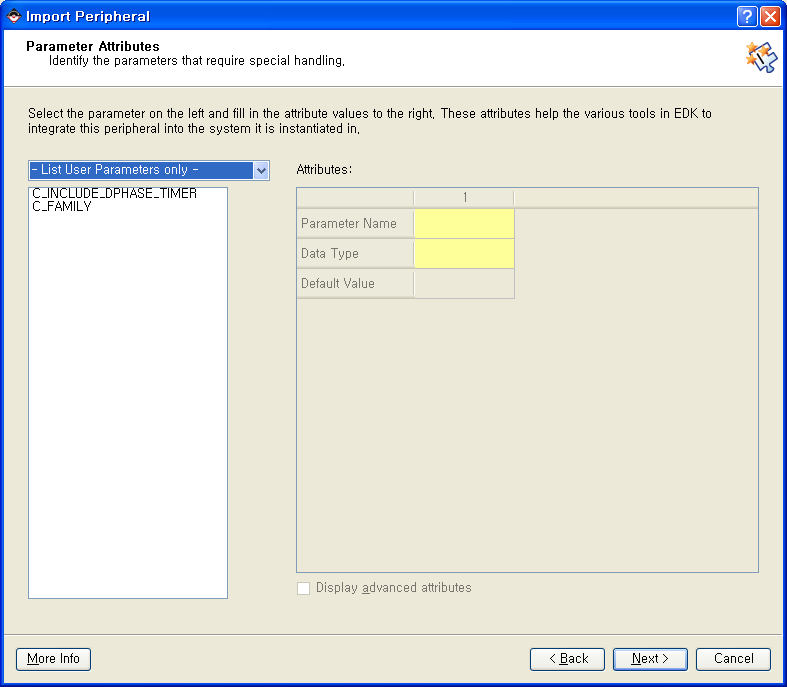 Import Peripheral
Parameter Attributes
Identify the parameters that require special handling.
Select the parameter on the left and fill in the attribute values to the right. These attributes help the various tools in EDK to
integrate this peripheral into the system it is instantiated in.
- List User Parameters only -
Attributes:
C_INCLUDE_DPHASE_TIMER
C_FAMILY
1
Parameter Name
Data Type
Default Value
Display advanced attributes
More Info
< Back
Next >
Cancel